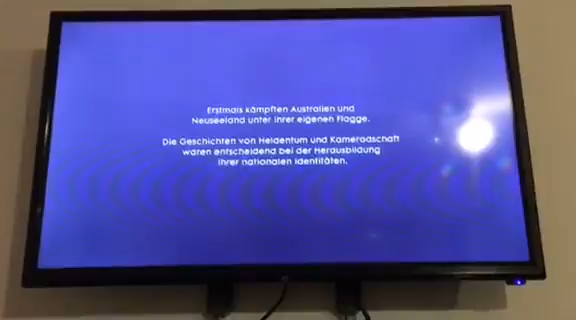 Erstmals kämpften Australien und
Neuseeland unter ihrer eigenen Flagge.
Die Geschichten von Heldentum und Kameradschaft
waren entscheidend bei der Herausbildung
ihrer nationalen Identitäten.